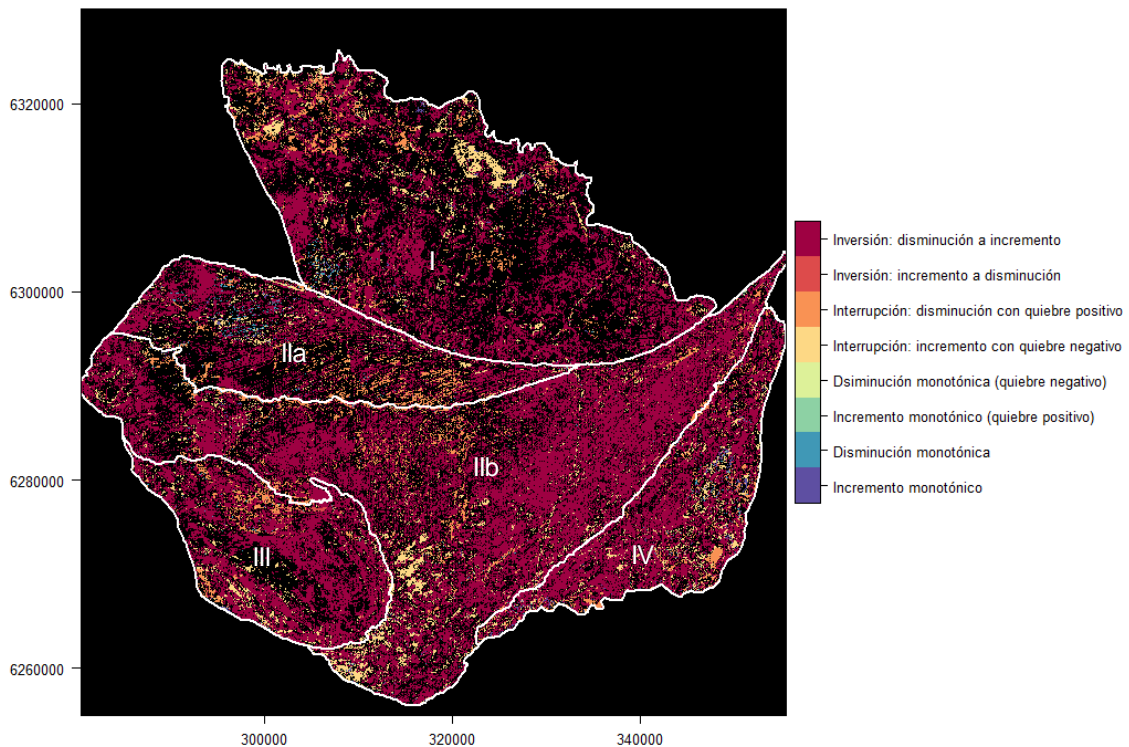 6320000
6300000
6280000
6260000
300000
320000
340000
I
IIa
IIb
III
IV
Inversión: disminución a incremento
Inversión: incremento a disminución
Interrupción: disminución con quiebre positivo
Interrupción: incremento con quiebre negativo
Dsiminución monotónica (quiebre negativo)
Incremento monotónico (quiebre positivo)
Disminución monotónica
Incremento monotónico